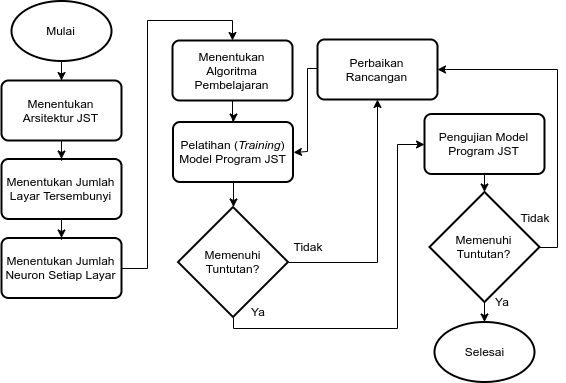 Mulai
Menentukan
Arsitektur JST
Menentukan Jumlah
Layar Tersembunyi
Menentukan Jumlah
Neuron Setiap Layar
Menentukan
Algoritma
Pembelajaran
Pelatihan (Training)
Model Program JST
Memenuhi
Tuntutan?
Tidak
Ya
Perbaikan
Rancangan
Pengujian Model
Program JST
Memenuhi
Tuntutan?
Tidak
Ya
Selesai